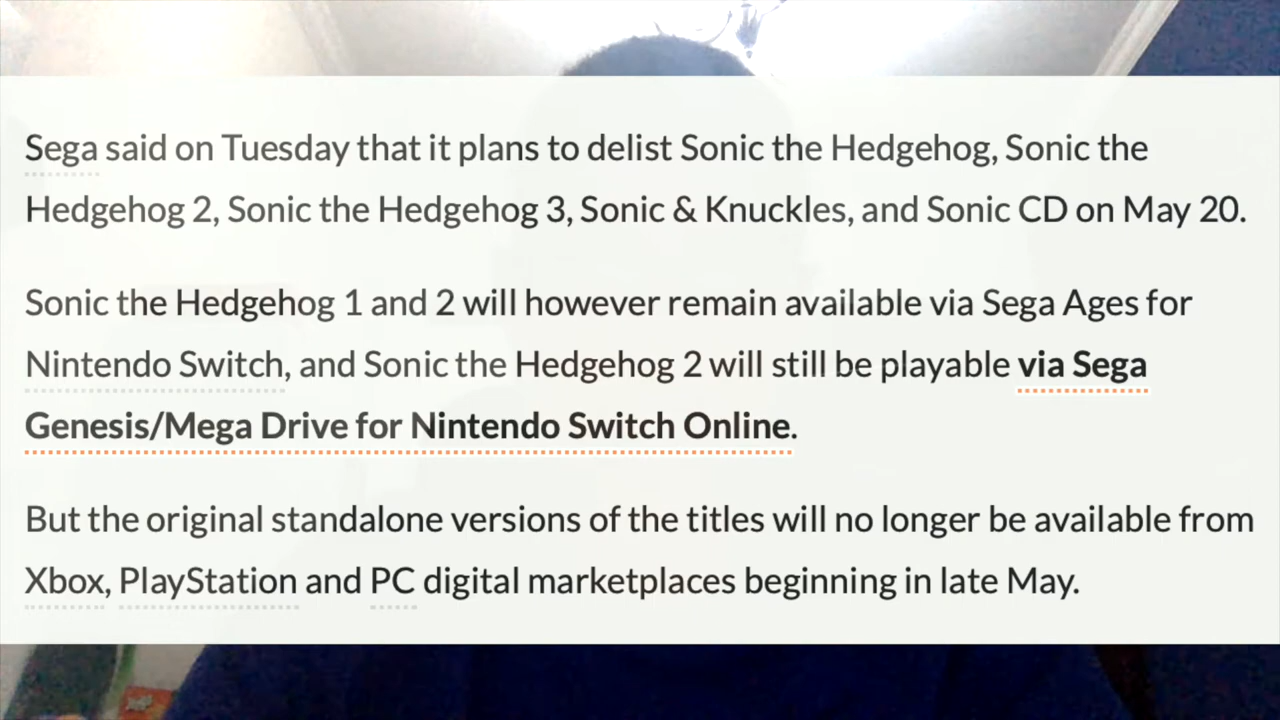 Sega said on Tuesday that it plans to delist Sonic the Hedgehog, Sonic the
Hedgehog 2, Sonic the Hedgehog 3, Sonic & Knuckles, and Sonic CD on May 20.
Sonic the Hedgehog 1 and 2 will however remain available via Sega Ages for
Nintendo Switch, and Sonic the Hedgehog 2 will still be playable via Sega
Genesis/Mega Drive for Nintendo Switch Online.
But the original standalone versions of the titles will no longer be available from
Xbox, PlayStation and PC digital marketplaces beginning in late May.